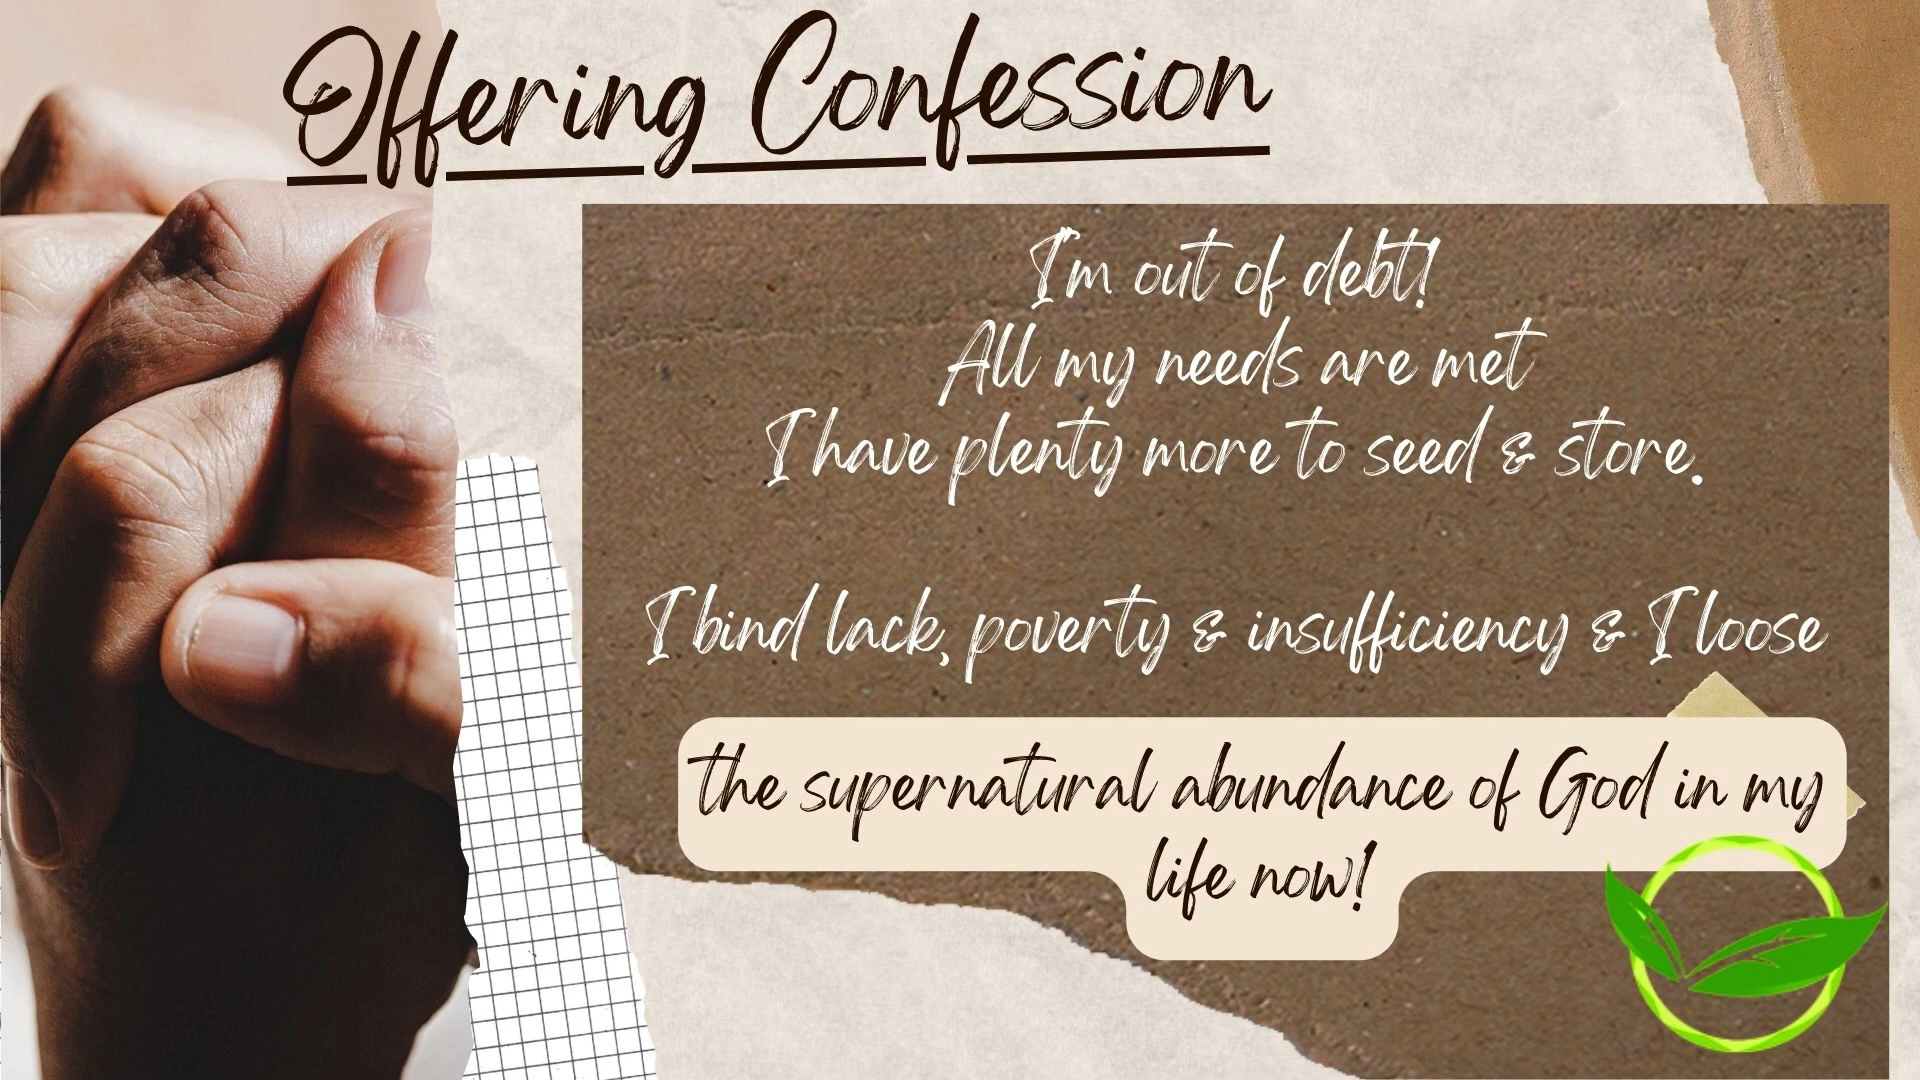 Offering Confession
I'm out of debt!
All my needs are met
I have plenty more to seed & store.
I bind lack, poverty & insufficiency & I loose
the supernatural abundance of God in my
life now!